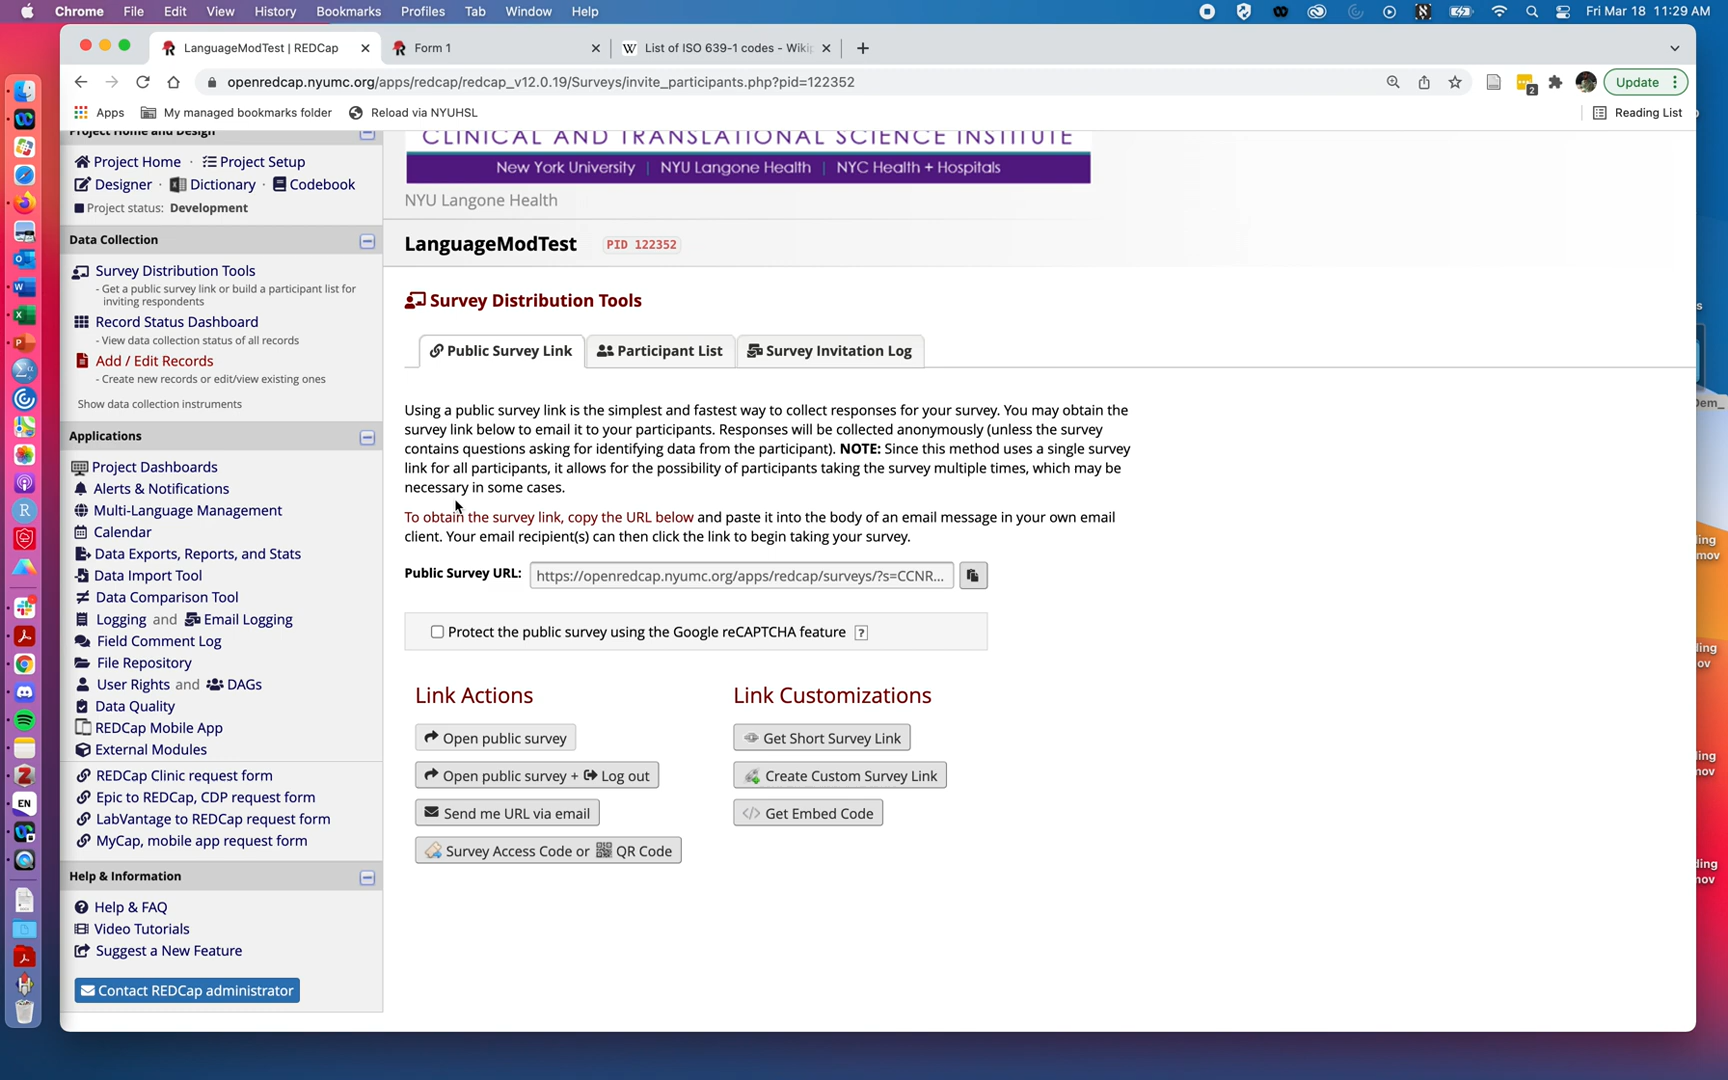 Chrome File Edit View History Bookmarks Profiles Tab Window Help Fri Mar 18 11:29 AM
LanguageModTest | REDCap
Form 1
List of ISO 639-1 codes - Wiki
openredcap.nyumc.org/apps/redcap/redcap_v12.0.19/Surveys/invite_participants.php?pid=122352
2
Update
Apps My managed bookmarks folder Reload via NYUHSL Reading List
Project Home and Design
Project Home · Project Setup
Designer · Dictionary · Codebook
Project status: Development
Data Collection
Survey Distribution Tools
- Get a public survey link or build a participant list for
inviting respondents
Record Status Dashboard
- View data collection status of all records
Add / Edit Records
- Create new records or edit/view existing ones
Show data collection instruments
Applications
Project Dashboards
Alerts & Notifications
Multi-Language Management
Calendar
Data Exports, Reports, and Stats
Data Import Tool
Data Comparison Tool
Logging and Email Logging
Field Comment Log
File Repository
User Rights and DAGs
Data Quality
REDCap Mobile App
External Modules
REDCap Clinic request form
Epic to REDCap, CDP request form
LabVantage to REDCap request form
MyCap, mobile app request form
Help & Information
Help & FAQ
Video Tutorials
Suggest a New Feature
Contact REDCap administrator
CLINICAL AND TRANSLATIONAL SCIENCE INSTITUTE
New York University | NYU Langone Health | NYC Health + Hospitals
NYU Langone Health
LanguageModTest PID 122352
Survey Distribution Tools
Public Survey Link Participant List Survey Invitation Log
Using a public survey link is the simplest and fastest way to collect responses for your survey. You may obtain the
survey link below to email it to your participants. Responses will be collected anonymously (unless the survey
contains questions asking for identifying data from the participant). NOTE: Since this method uses a single survey
link for all participants, it allows for the possibility of participants taking the survey multiple times, which may be
necessary in some cases.
To obtain the survey link, copy the URL below and paste it into the body of an email message in your own email
client. Your email recipient(s) can then click the link to begin taking your survey.
Public Survey URL: https://openredcap.nyumc.org/apps/redcap/surveys/?s=CCNR...
Protect the public survey using the Google reCAPTCHA feature ?
Link Actions
Open public survey
Open public survey + Log out
Send me URL via email
Survey Access Code or QR Code
Link Customizations
Get Short Survey Link
Create Custom Survey Link
Get Embed Code
EN